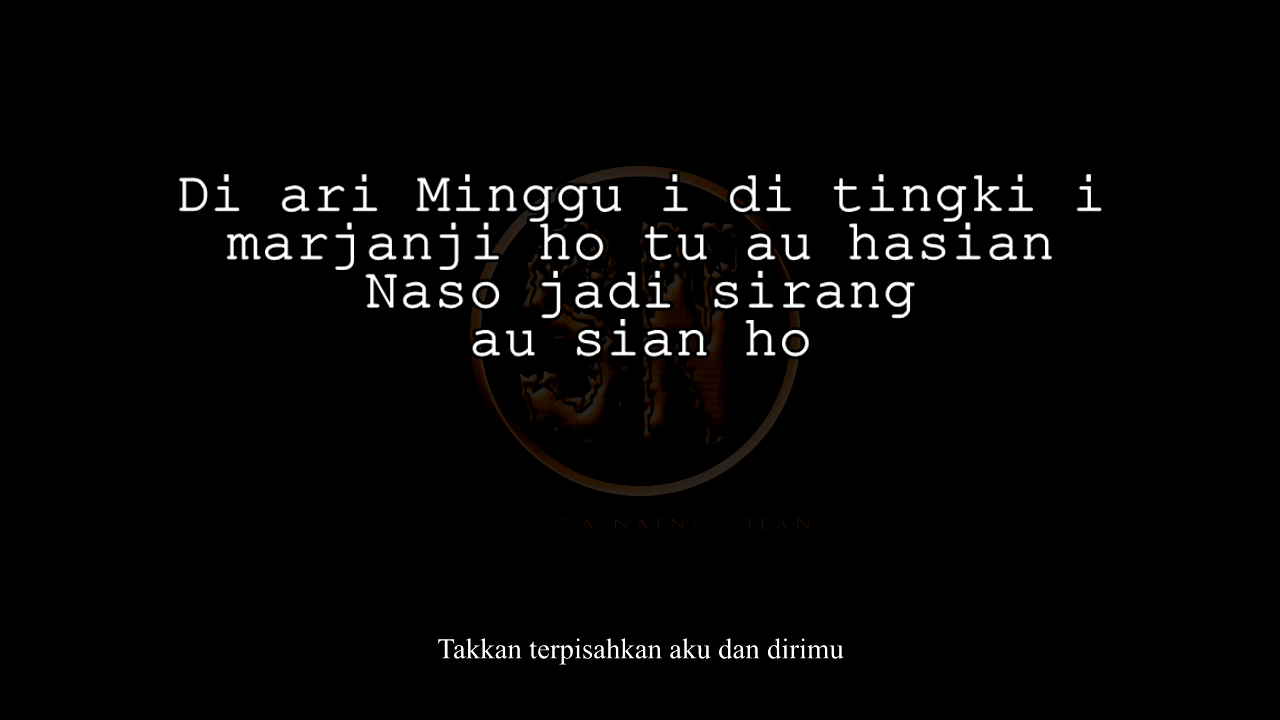 Di ari Minggu i di tingki i
marjanji ho tu au hasian
Naso jadi sirang
au sian ho
Takkan terpisahkan aku dan dirimu